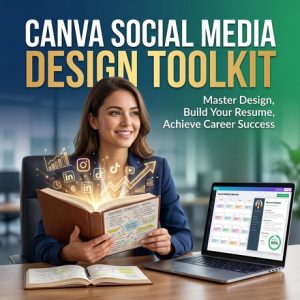 CANVA SOCIAL MEDIA
DESIGN TOOLKIT
Master Design,
Build Your Resume,
Achieve Career Success